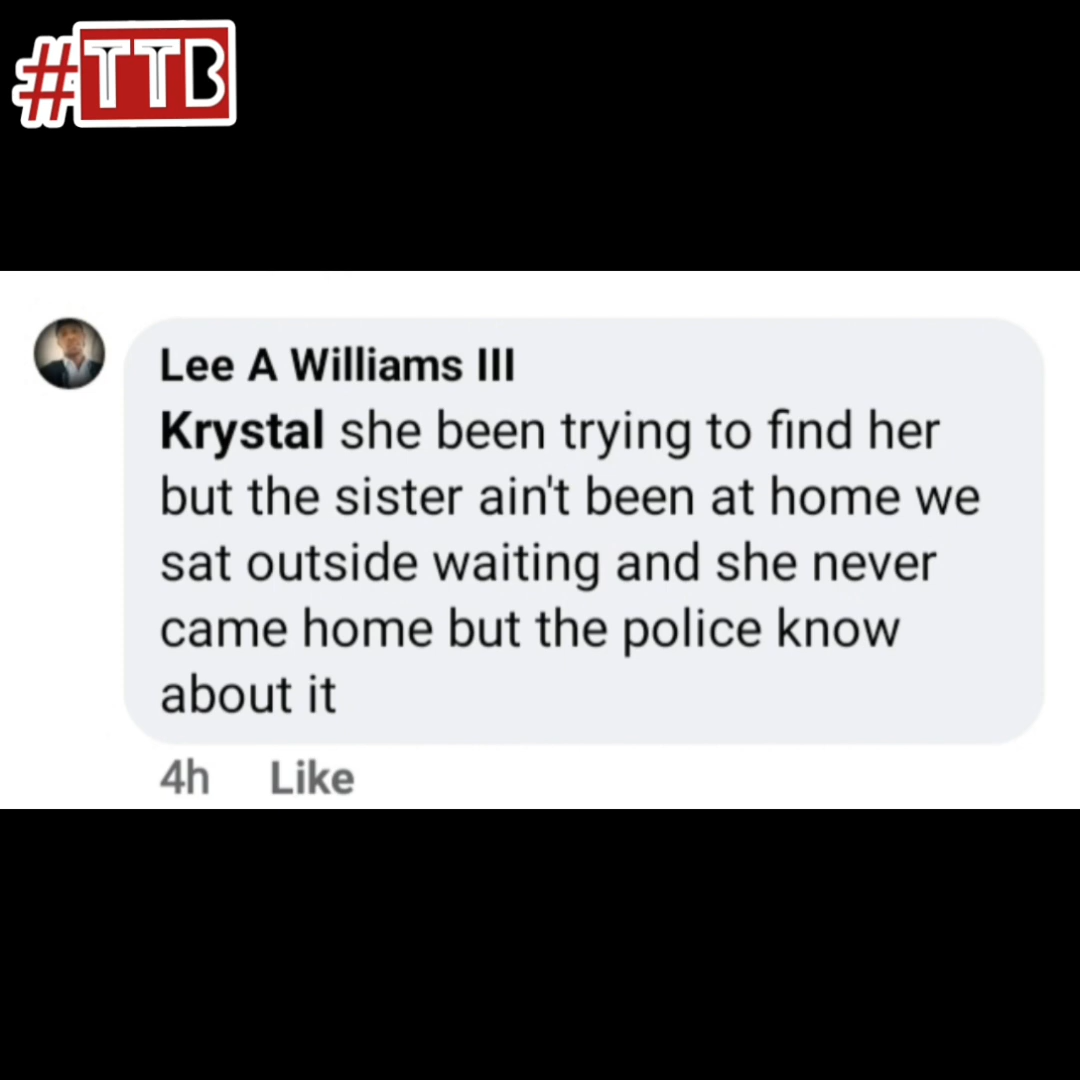 #TTB
Lee A Williams III
Krystal she been trying to find her
but the sister ain't been at home we
sat outside waiting and she never
came home but the police know
about it
4h Like